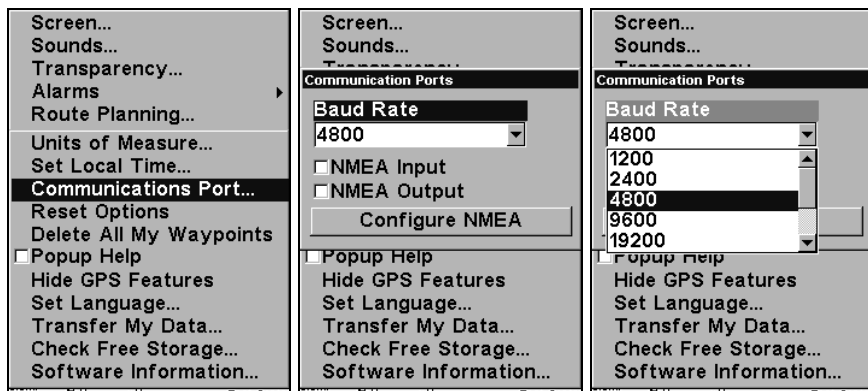 Screen...
Sounds...
Transparency...
Alarms
Route Planning...
Units of Measure...
Set Local Time...
Communications Port...
Reset Options
Delete All My Waypoints
Popup Help
Hide GPS Features
Set Language...
Transfer My Data...
Check Free Storage...
Software Information...
Screen...
Sounds...
Communication Ports
Baud Rate
4800
NMEA Input
NMEA Output
Configure NMEA
Popup Help
Hide GPS Features
Set Language...
Transfer My Data...
Check Free Storage...
Software Information...
Screen...
Sounds...
Communication Ports
Baud Rate
4800
1200
2400
4800
9600
19200
Popup Help
Hide GPS Features
Set Language...
Transfer My Data...
Check Free Storage...
Software Information...